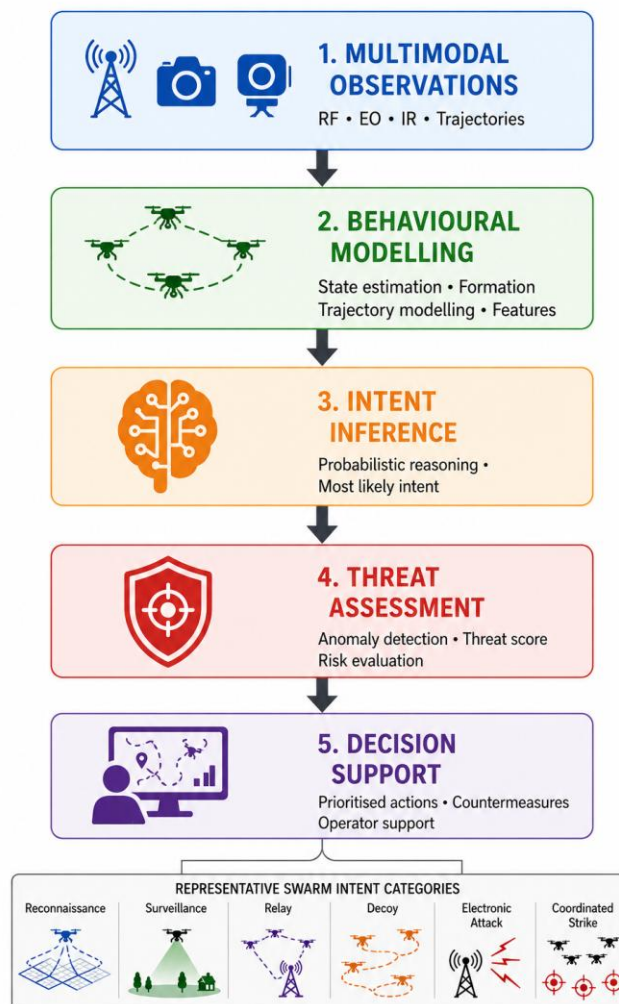 1. MULTIMODAL
OBSERVATIONS
RF • EO • IR • Trajectories
2. BEHAVIOURAL
MODELLING
State estimation • Formation
Trajectory modelling • Features
3. INTENT
INFERENCE
Probabilistic reasoning •
Most likely intent
4. THREAT
ASSESSMENT
Anomaly detection • Threat score
Risk evaluation
5. DECISION
SUPPORT
Prioritised actions • Countermeasures
Operator support
REPRESENTATIVE SWARM INTENT CATEGORIES
Reconnaissance
Surveillance
Relay
Decoy
Electronic
Attack
Coordinated
Strike